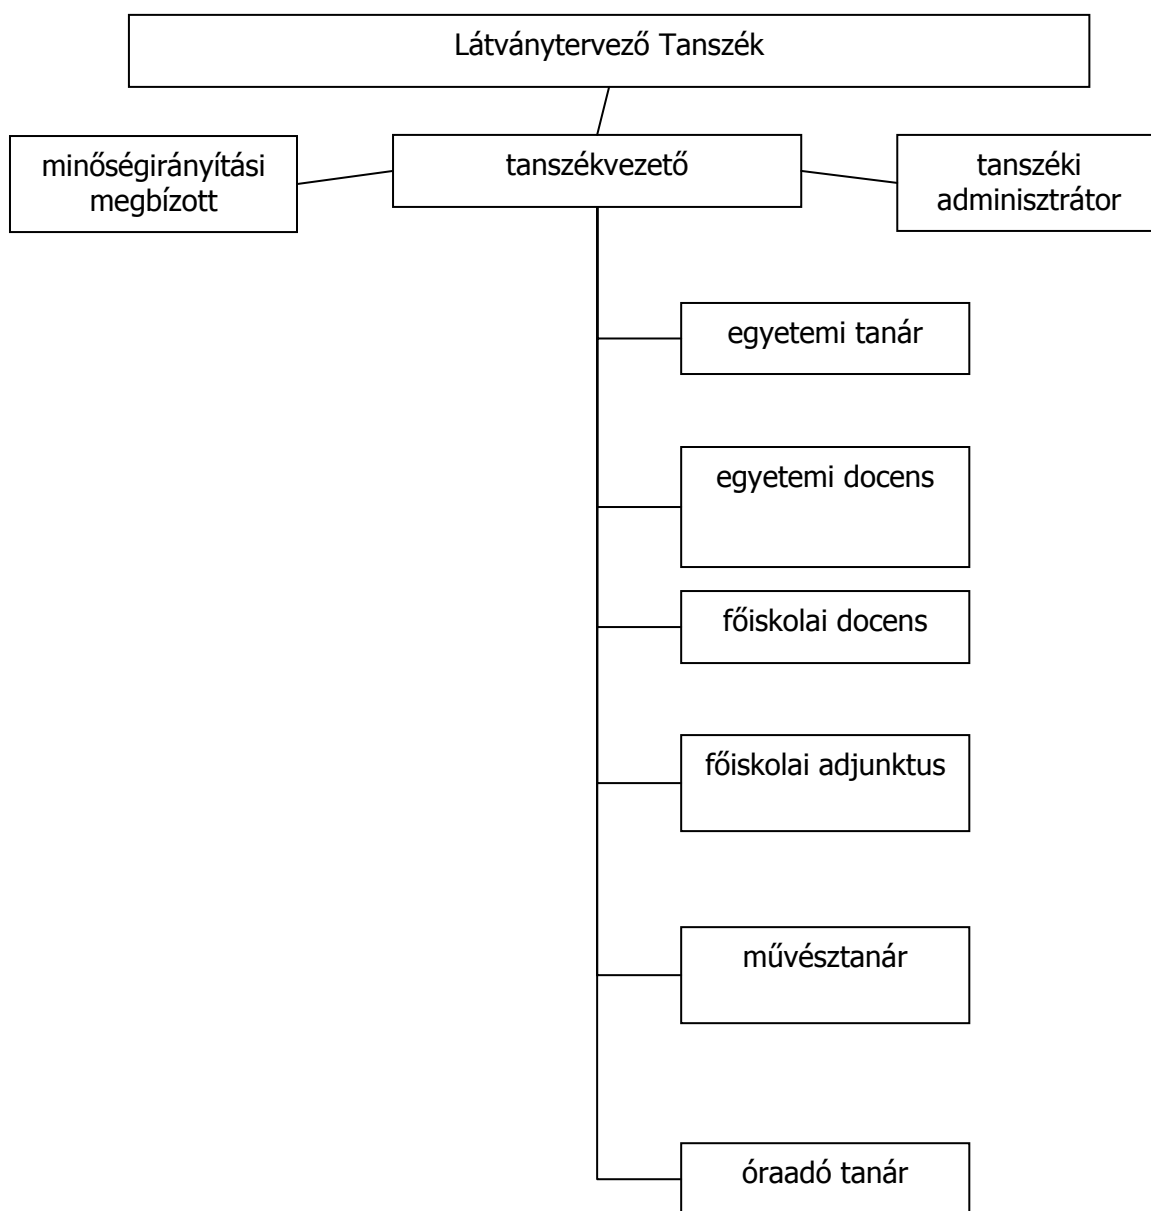 Látványtervező Tanszék
minőségirányítási
megbízott
tanszékvezető
tanszéki
adminisztrátor
egyetemi tanár
egyetemi docens
főiskolai docens
főiskolai adjunktus
művésztanár
óraadó tanár